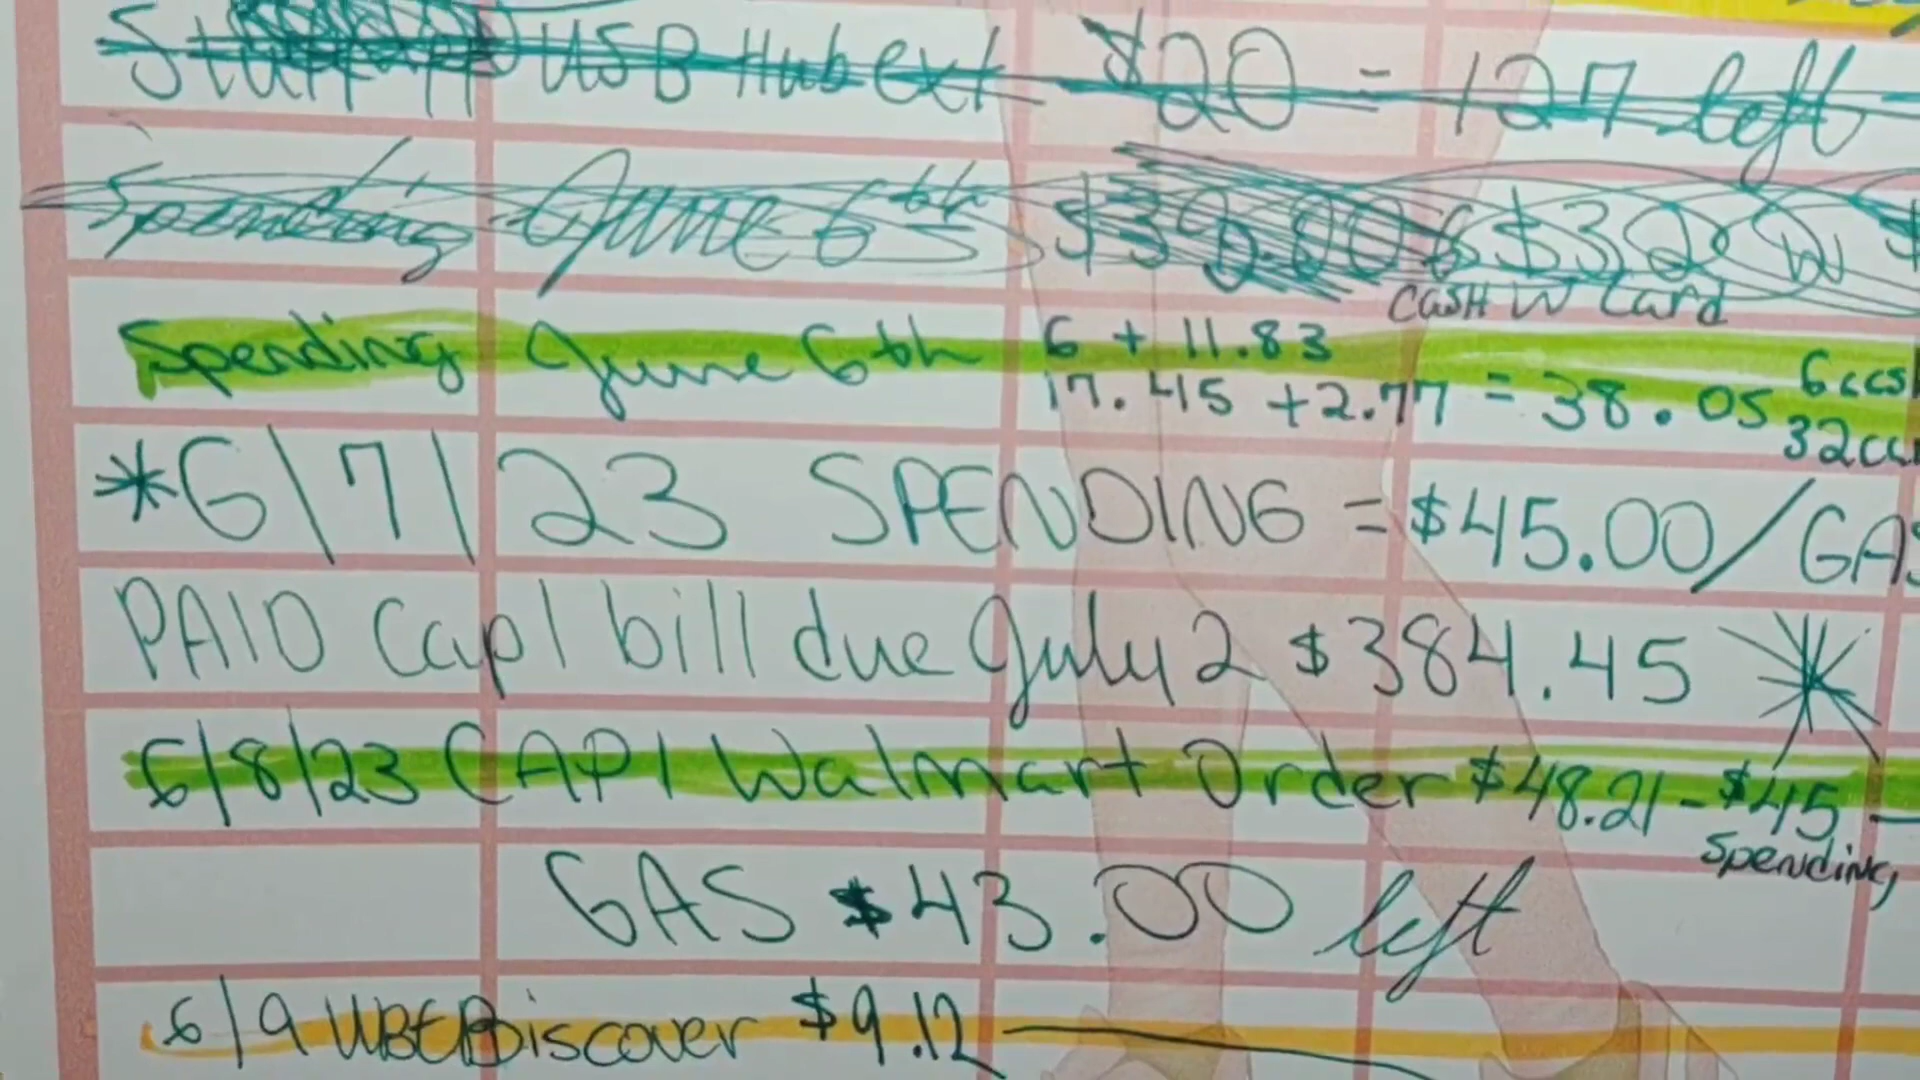 USB Hub ext $20 = 127 left
Spending June 6th $32
CASH W Card
Spending June 6th 6 + 11.83
17.45 +2.77 = 38.05
*6/7/23 SPENDING = $45.00/GAS
PAID Cap1 bill due July 2 $384.45
6/8/23 CAP1 Walmart Order $48.21 - $45
Spending
GAS $43.00 left
6/9 Discover $9.12